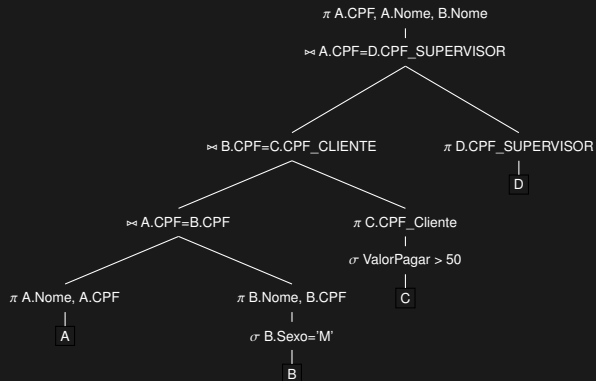 π A.CPF, A.Nome, B.Nome
⋈ A.CPF=D.CPF_SUPERVISOR
⋈ B.CPF=C.CPF_CLIENTE
π D.CPF_SUPERVISOR
D
⋈ A.CPF=B.CPF
π C.CPF_Cliente
σ ValorPagar > 50
C
π A.Nome, A.CPF
π B.Nome, B.CPF
A
σ B.Sexo='M'
B